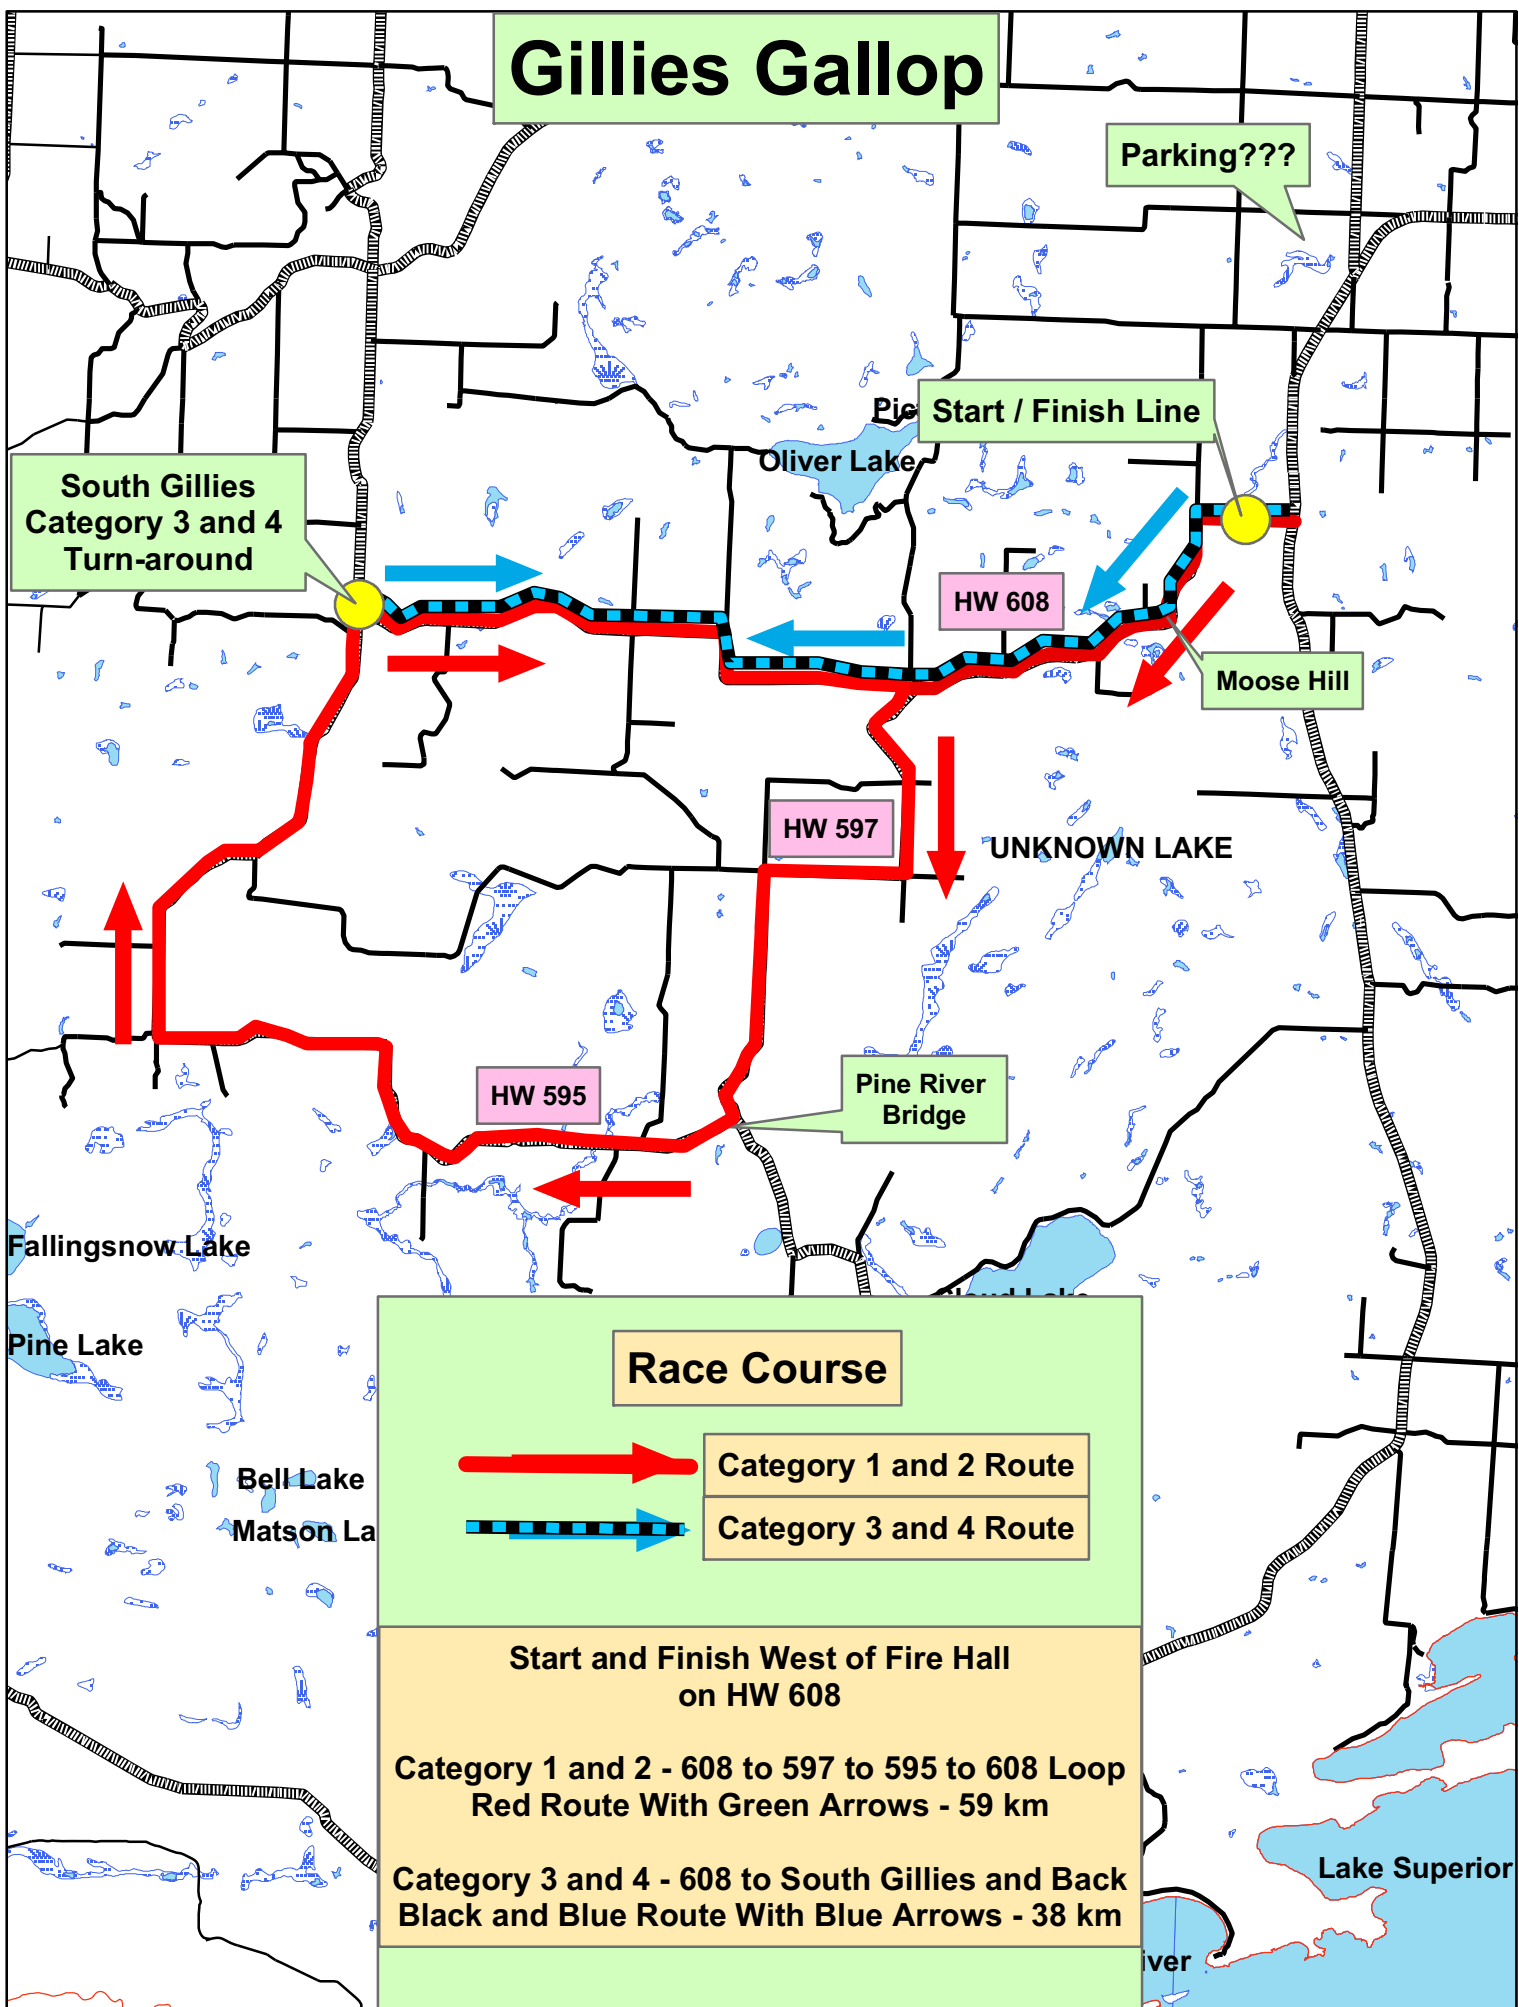 Gillies Gallop
Parking???
Start / Finish Line
Oliver Lake
South Gillies
Category 3 and 4
Turn-around
HW 608
Moose Hill
HW 597
UNKNOWN LAKE
Pine River
Bridge
HW 595
Fallingsnow Lake
Pine Lake
Race Course
Category 1 and 2 Route
Bell Lake
Category 3 and 4 Route
Matson La
Start and Finish West of Fire Hall
on HW 608
Category 1 and 2 - 608 to 597 to 595 to 608 Loop
Red Route With Green Arrows - 59 km
Category 3 and 4 - 608 to South Gillies and Back
Black and Blue Route With Blue Arrows - 38 km
Lake Superior
iver